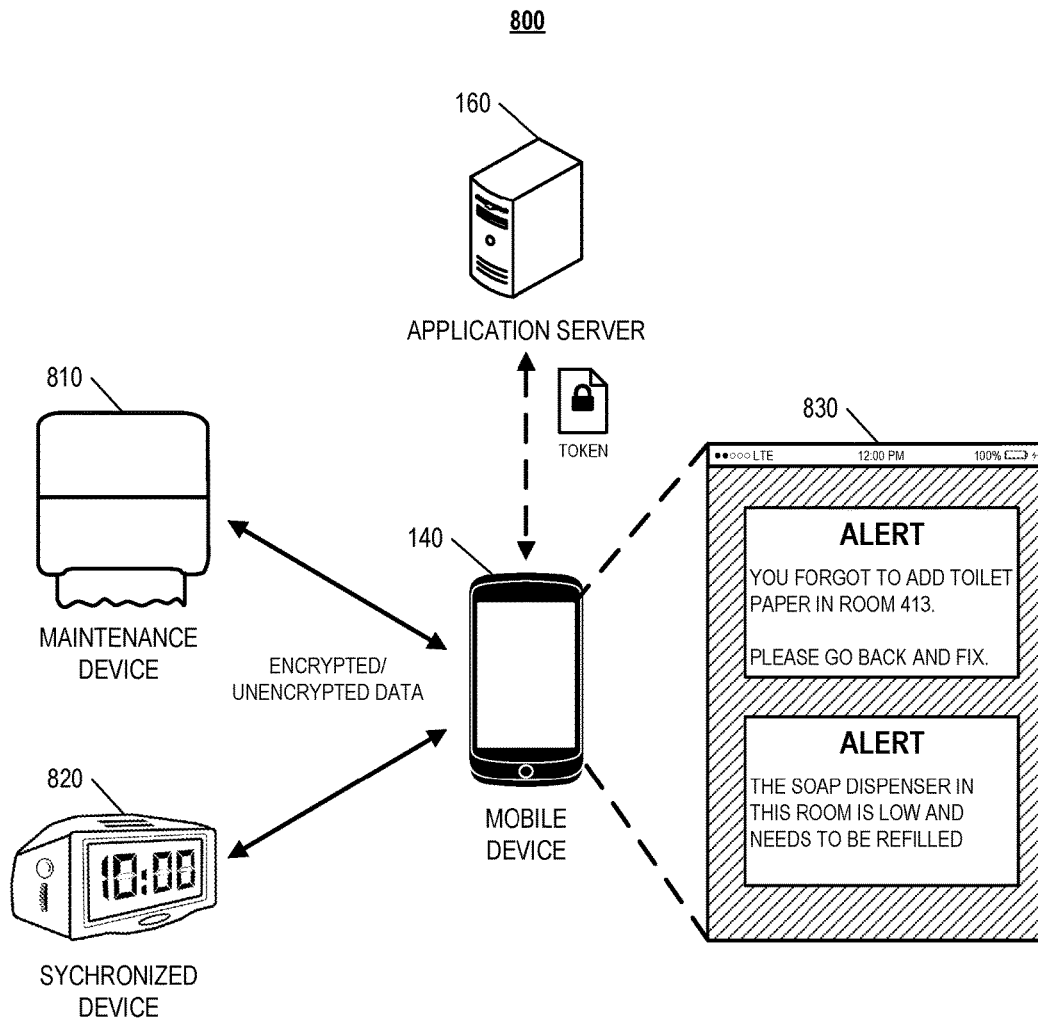 800
160
APPLICATION SERVER
TOKEN
810
MAINTENANCE
DEVICE
ENCRYPTED/
UNENCRYPTED DATA
820
10:00
SYCHRONIZED
DEVICE
140
MOBILE
DEVICE
830
LTE 12:00 PM 100%
ALERT
YOU FORGOT TO ADD TOILET
PAPER IN ROOM 413.
PLEASE GO BACK AND FIX.
ALERT
THE SOAP DISPENSER IN
THIS ROOM IS LOW AND
NEEDS TO BE REFILLED